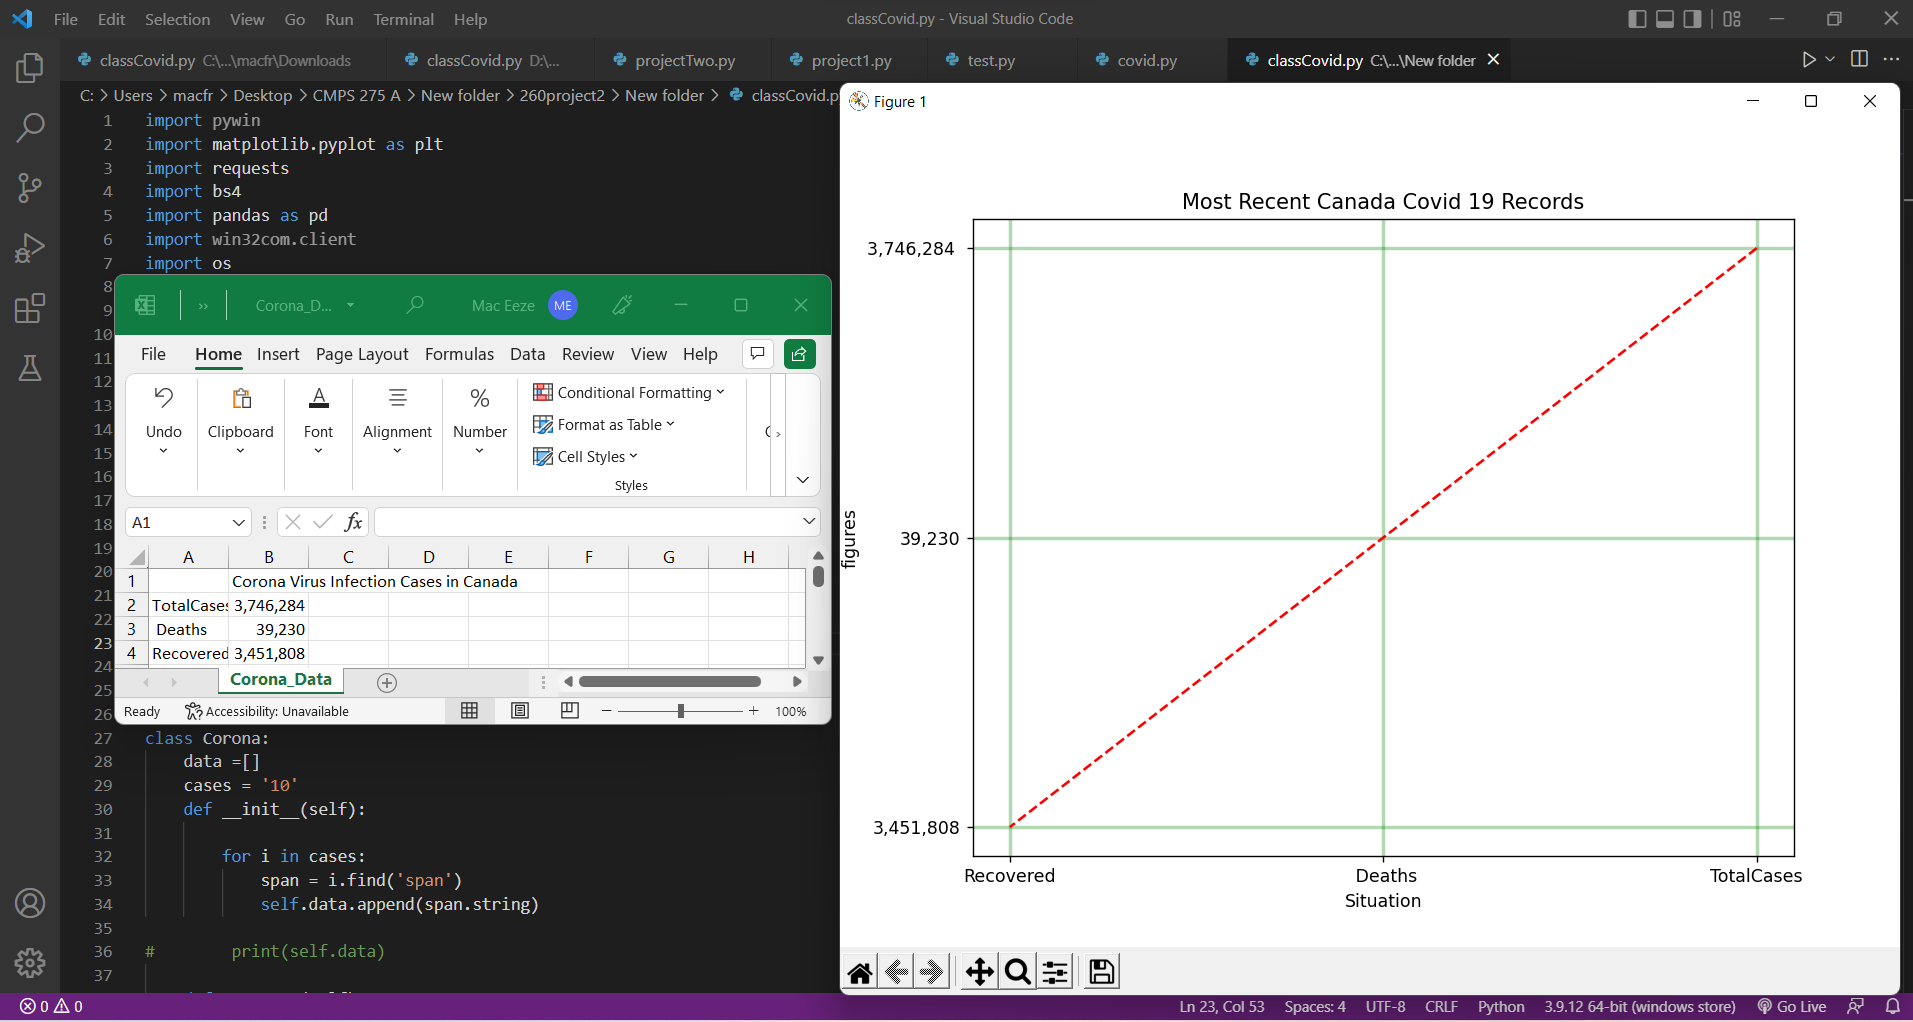 File Edit Selection View Go Run Terminal Help
classCovid.py - Visual Studio Code
classCovid.py C:\...\macfr\Downloads
classCovid.py D:\...
projectTwo.py
project1.py
test.py
covid.py
classCovid.py C:\...\New folder
C: > Users > macfr > Desktop > CMPS 275 A > New folder > 260project2 > New folder > classCovid.p
1 import pywin
2 import matplotlib.pyplot as plt
3 import requests
4 import bs4
5 import pandas as pd
6 import win32com.client
7 import os
8
9
10
11
12
13
14
15
16
17
18
19
20
21
22
23
24
25
26
27 class Corona:
28 data =[]
29 cases = '10'
30 def __init__(self):
31
32 for i in cases:
33 span = i.find('span')
34 self.data.append(span.string)
35
36 # print(self.data)
37
Corona_D...
Mac Eeze ME
File Home Insert Page Layout Formulas Data Review View Help
Undo
Clipboard
Font
Alignment
Number
Conditional Formatting
Format as Table
Cell Styles
Styles
A1
fx
A B C D E F G H
1 Corona Virus Infection Cases in Canada
2 TotalCases 3,746,284
3 Deaths 39,230
4 Recovered 3,451,808
Corona_Data
Ready Accessibility: Unavailable 100%
Figure 1
Most Recent Canada Covid 19 Records
3,746,284
39,230
3,451,808
figures
Recovered Deaths TotalCases
Situation
0 0
Ln 23, Col 53 Spaces: 4 UTF-8 CRLF Python 3.9.12 64-bit (windows store) Go Live